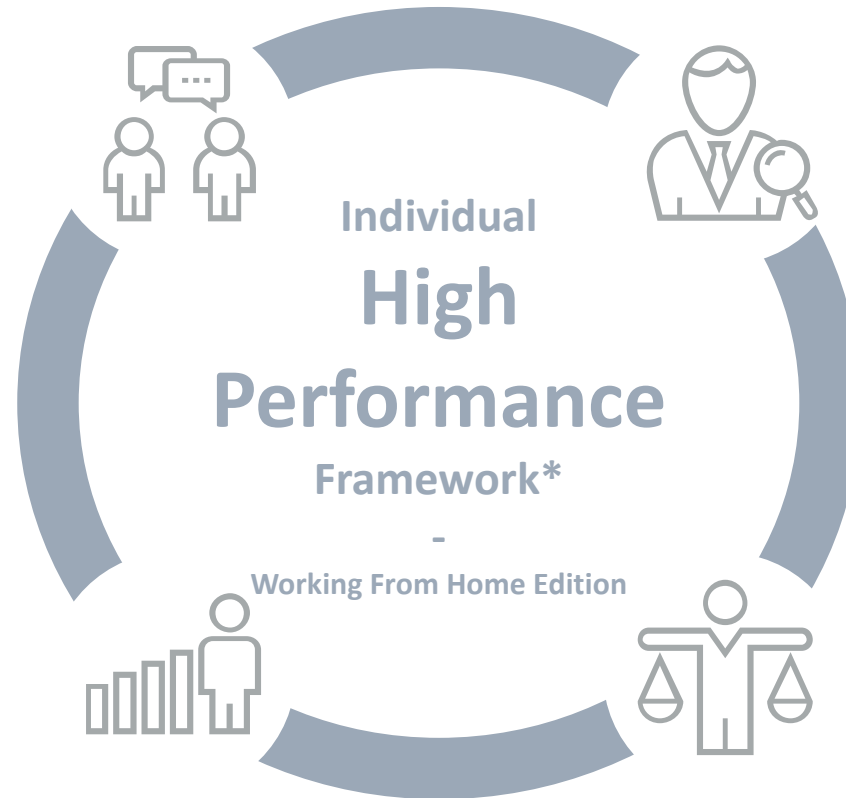 Individual
High
Performance
Framework*
-
Working From Home Edition